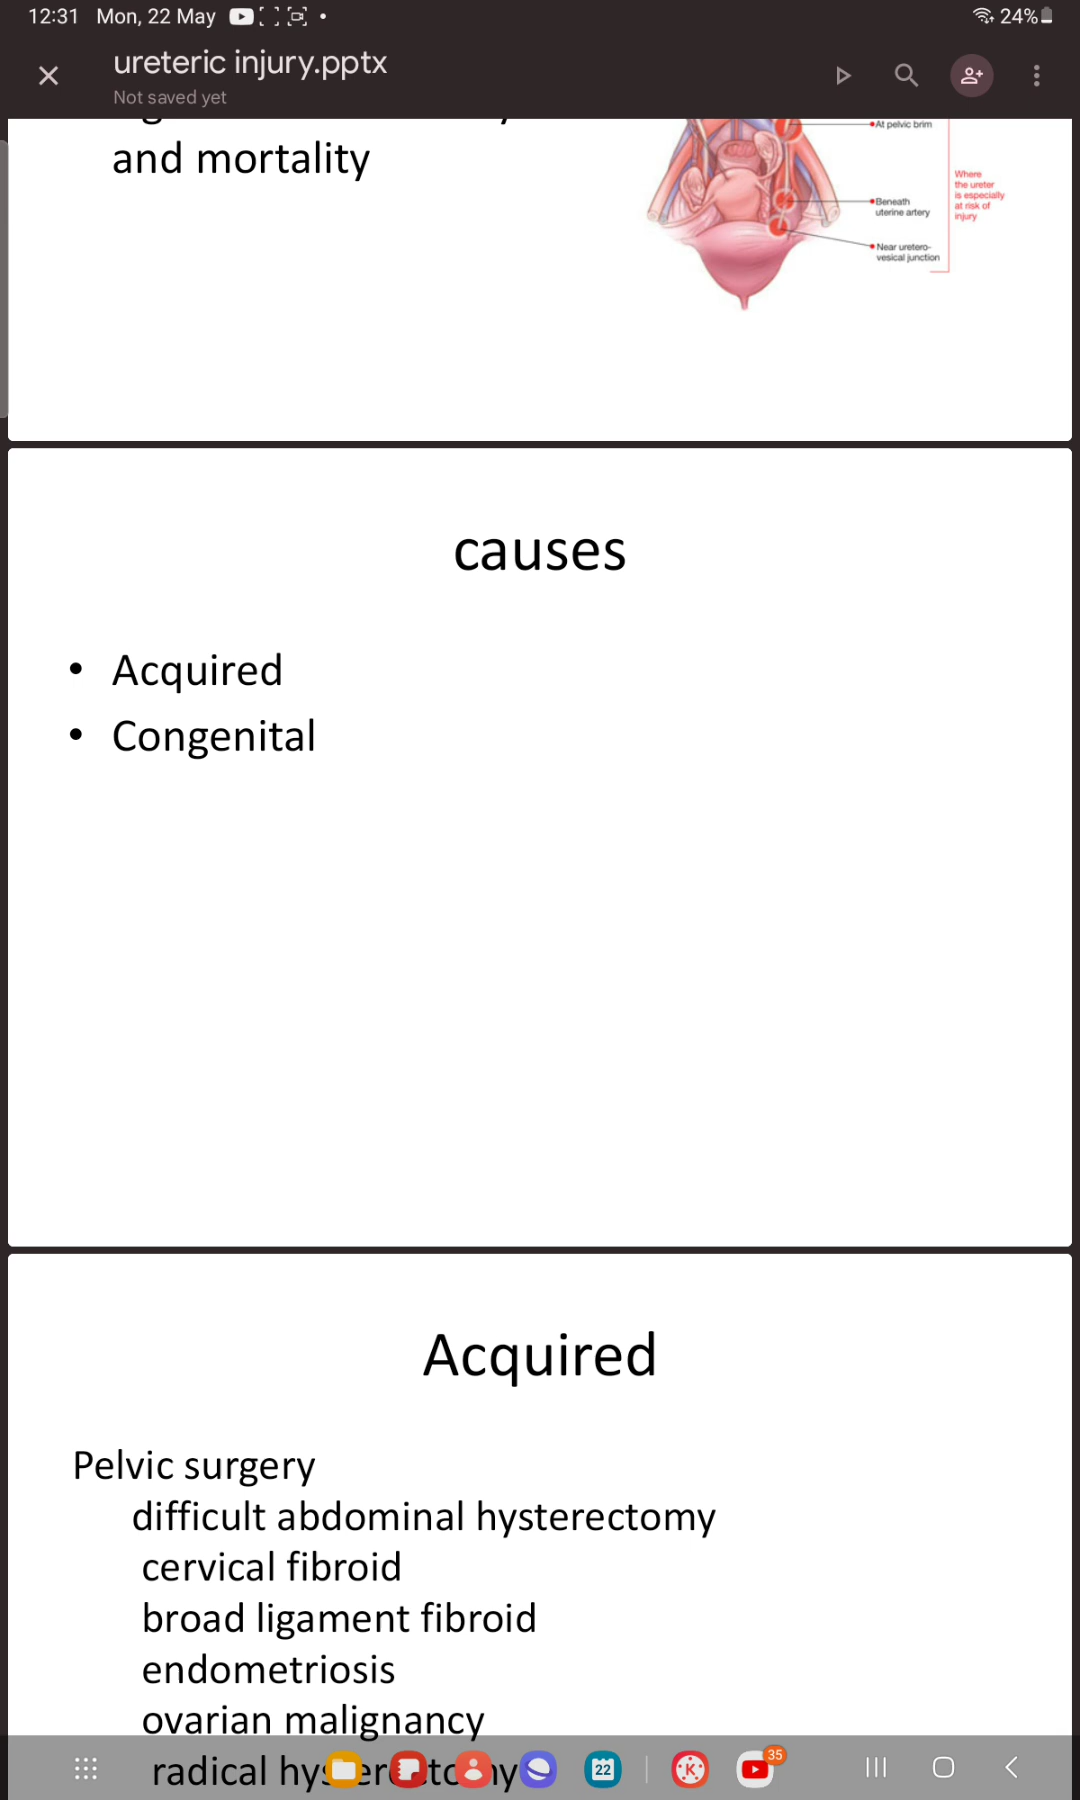 12:31 Mon, 22 May
24%
ureteric injury.pptx
Not saved yet
and mortality
At pelvic brim
Where
the ureter
is especially
at risk of
injury
Beneath
uterine artery
Near uretero-
vesical junction
causes
• Acquired
• Congenital
Acquired
Pelvic surgery
difficult abdominal hysterectomy
cervical fibroid
broad ligament fibroid
endometriosis
ovarian malignancy
radical hysterectomy
22
K
35